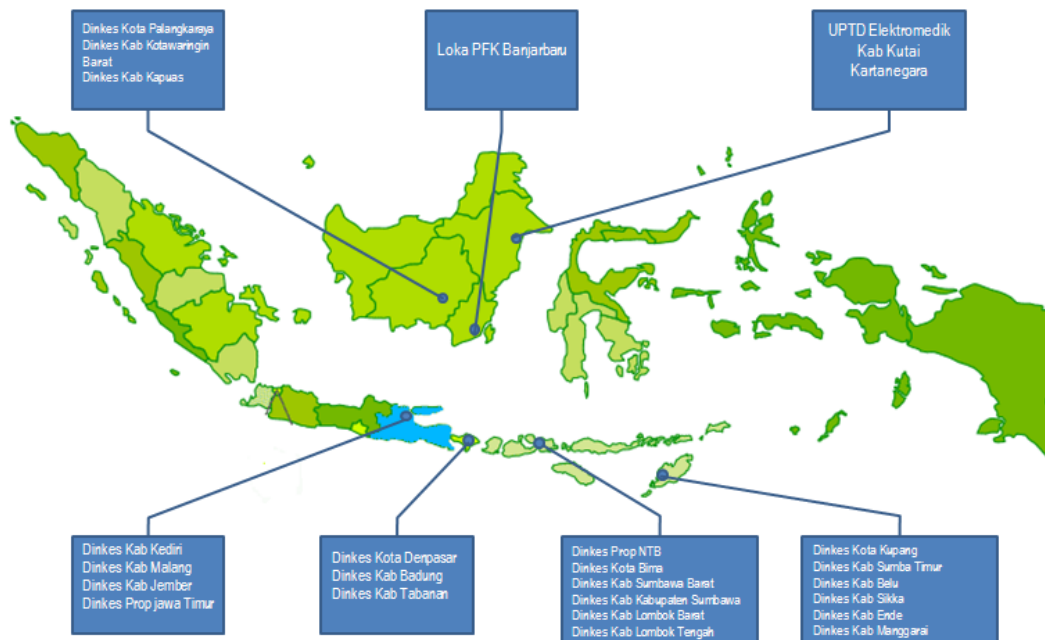 Dinkes Kota Palangkaraya
Dinkes Kab Kotawaringin
Barat
Dinkes Kab Kapuas
Loka PFK Banjarbaru
UPTD Elektromedik
Kab Kutai
Kartanegara
Dinkes Kab Kediri
Dinkes Kab Malang
Dinkes Kab Jember
Dinkes Prop jawa Timur
Dinkes Kota Denpasar
Dinkes Kab Badung
Dinkes Kab Tabanan
Dinkes Prop NTB
Dinkes Kota Bima
Dinkes Kab Sumbawa Barat
Dinkes Kab Kabupaten Sumbawa
Dinkes Kab Lombok Barat
Dinkes Kab Lombok Tengah
Dinkes Kota Kupang
Dinkes Kab Sumba Timur
Dinkes Kab Belu
Dinkes Kab Sikka
Dinkes Kab Ende
Dinkes Kab Manggarai